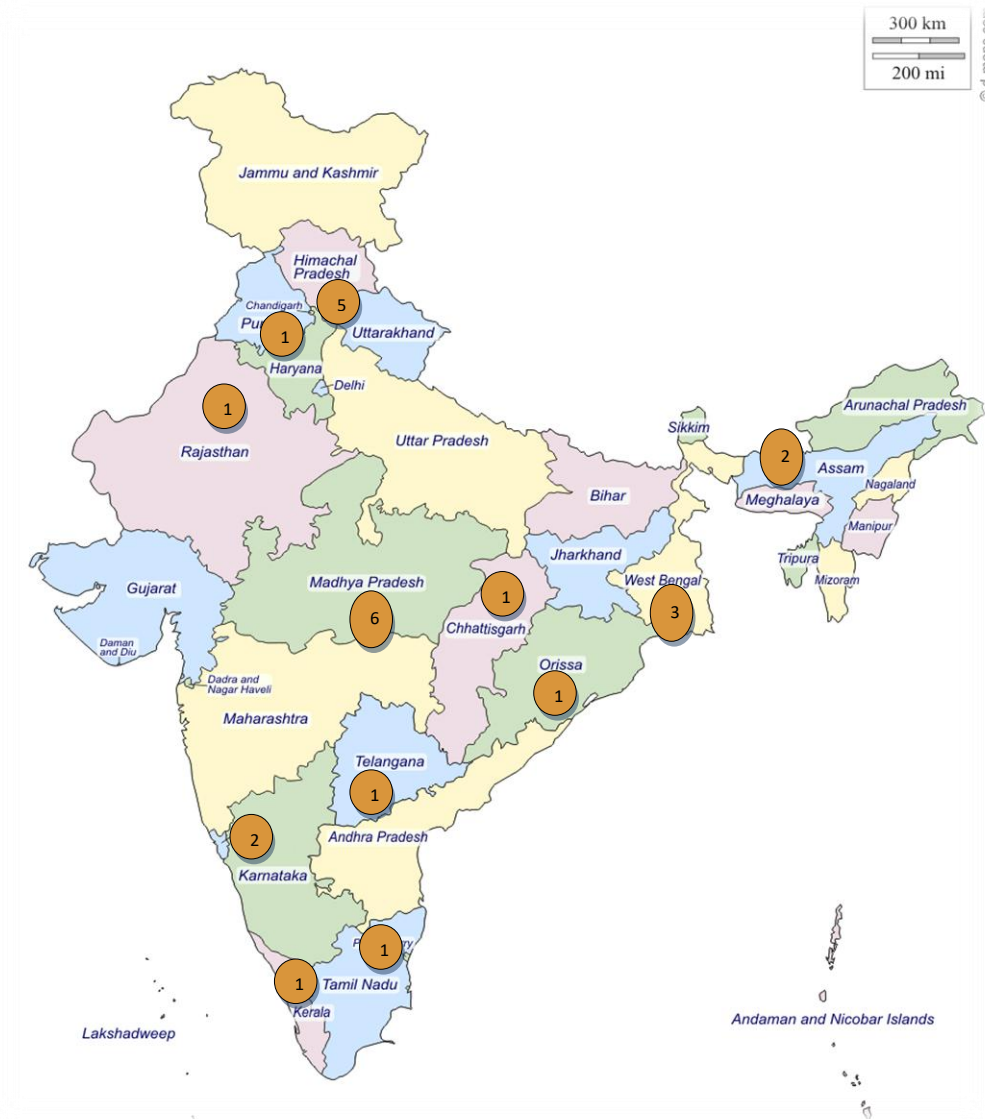 300 km
200 mi
Jammu and Kashmir
Himachal
Pradesh
Chandigarh
5
1
Uttarakhand
Haryana
Delhi
1
Rajasthan
Uttar Pradesh
Sikkim
Arunachal Pradesh
2
Assam
Nagaland
Meghalaya
Bihar
Manipur
Jharkhand
Tripura
Mizoram
West Bengal
3
Gujarat
Madhya Pradesh
6
1
Chhattisgarh
Daman
and Diu
Orissa
1
Dadra and
Nagar Haveli
Maharashtra
Telangana
1
Andhra Pradesh
2
Karnataka
1
1
Tamil Nadu
Kerala
Lakshadweep
Andaman and Nicobar Islands